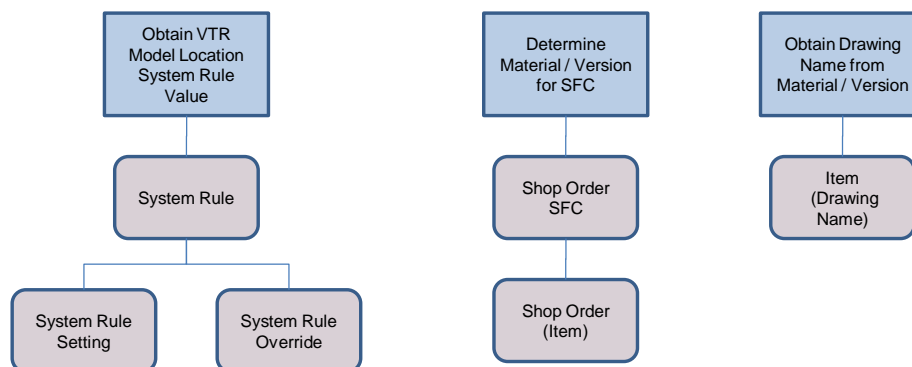 Obtain VTR
Model Location
System Rule
Value
Determine
Material / Version
for SFC
Obtain Drawing
Name from
Material / Version
System Rule
Shop Order
SFC
Item
(Drawing
Name)
System Rule
Setting
System Rule
Override
Shop Order
(Item)